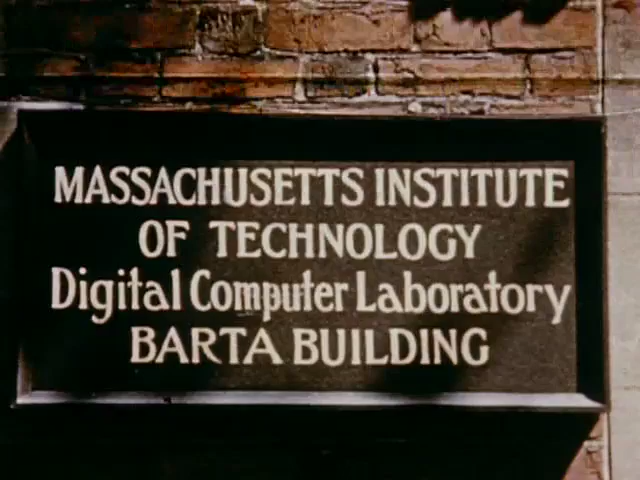 MASSACHUSETTS INSTITUTE
OF TECHNOLOGY
Digital Computer Laboratory
BARTA BUILDING